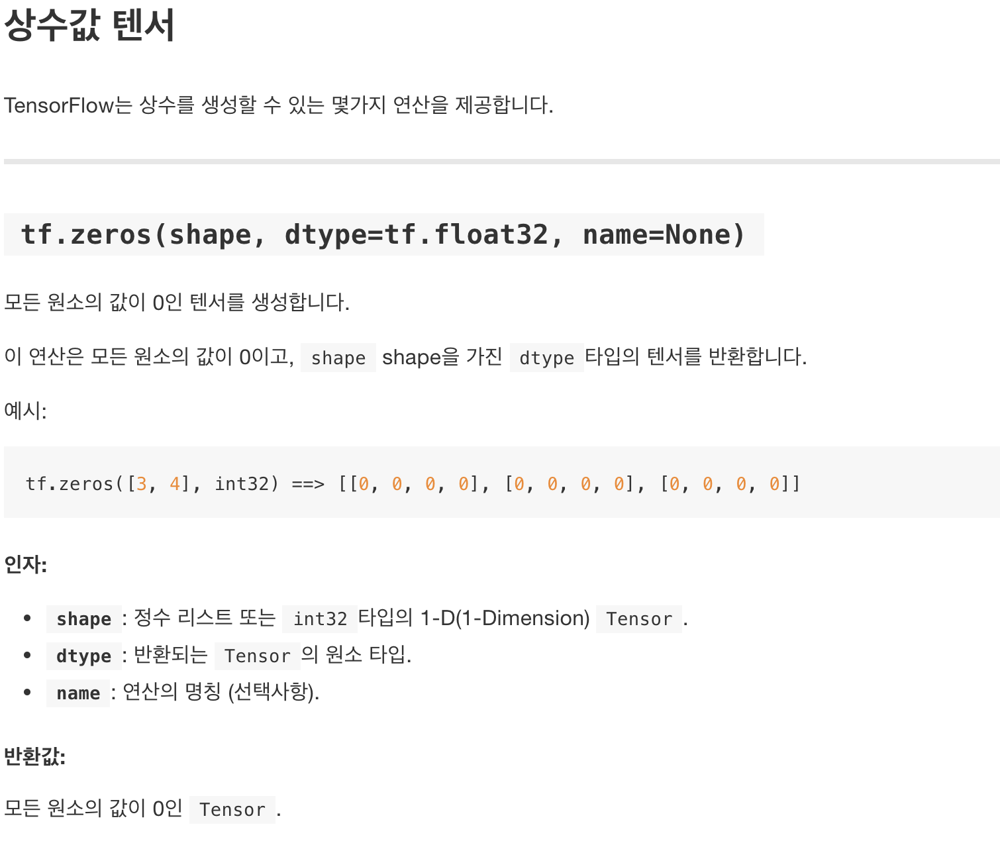 상수값 텐서
TensorFlow는 상수를 생성할 수 있는 몇가지 연산을 제공합니다.
tf.zeros(shape, dtype=tf.float32, name=None)
모든 원소의 값이 0인 텐서를 생성합니다.
이 연산은 모든 원소의 값이 0이고, shape shape을 가진 dtype 타입의 텐서를 반환합니다.
예시:
tf.zeros([3, 4], int32) ==> [[0, 0, 0, 0], [0, 0, 0, 0], [0, 0, 0, 0]]
인자:
• shape : 정수 리스트 또는 int32 타입의 1-D(1-Dimension) Tensor .
• dtype : 반환되는 Tensor 의 원소 타입.
• name : 연산의 명칭 (선택사항).
반환값:
모든 원소의 값이 0인 Tensor .